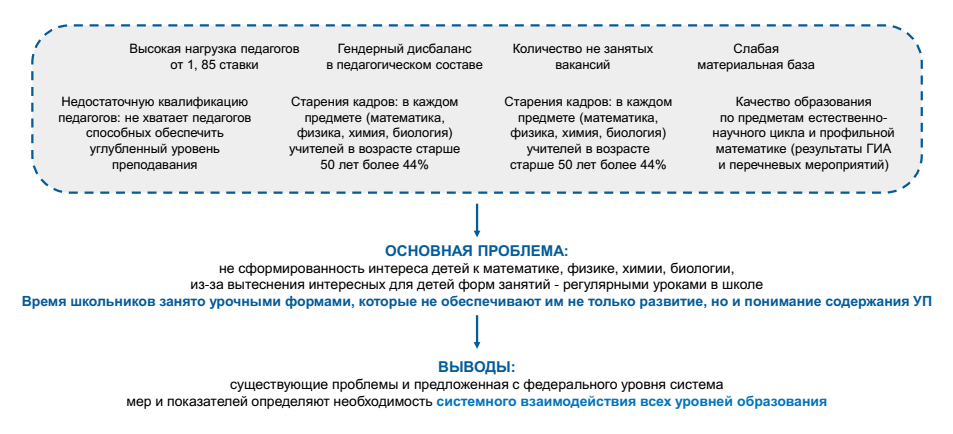 Высокая нагрузка педагогов
от 1, 85 ставки
Гендерный дисбаланс
в педагогическом составе
Количество не занятых
вакансий
Слабая
материальная база
Недостаточную квалификацию
педагогов: не хватает педагогов
способных обеспечить
углубленный уровень
преподавания
Старения кадров: в каждом
предмете (математика,
физика, химия, биология)
учителей в возрасте старше
50 лет более 44%
Старения кадров: в каждом
предмете (математика,
физика, химия, биология)
учителей в возрасте
старше 50 лет более 44%
Качество образования
по предметам естественно-
научного цикла и профильной
математике (результаты ГИА
и перечневых мероприятий)
ОСНОВНАЯ ПРОБЛЕМА:
не сформированность интереса детей к математике, физике, химии, биологии,
из-за вытеснения интересных для детей форм занятий - регулярными уроками в школе
Время школьников занято урочными формами, которые не обеспечивают им не только развитие, но и понимание содержания УП
ВЫВОДЫ:
существующие проблемы и предложенная с федерального уровня система
мер и показателей определяют необходимость системного взаимодействия всех уровней образования